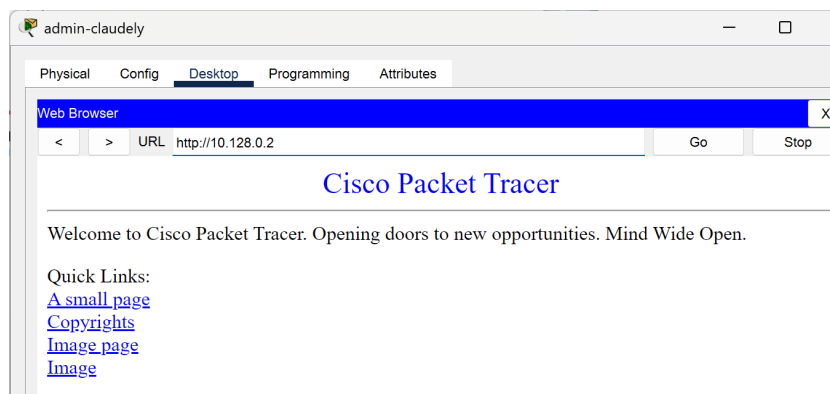 admin-claudely
Physical Config Desktop Programming Attributes
Web Browser X
< > URL http://10.128.0.2 Go Stop
Cisco Packet Tracer
Welcome to Cisco Packet Tracer. Opening doors to new opportunities. Mind Wide Open.
Quick Links:
A small page
Copyrights
Image page
Image